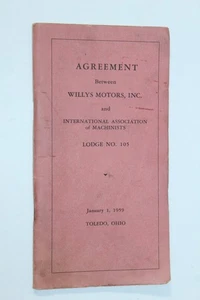 AGREEMENT
Between
WILLYS MOTORS, INC.
and
INTERNATIONAL ASSOCIATION
of MACHINISTS
LODGE NO. 105
January 1, 1959
TOLEDO, OHIO